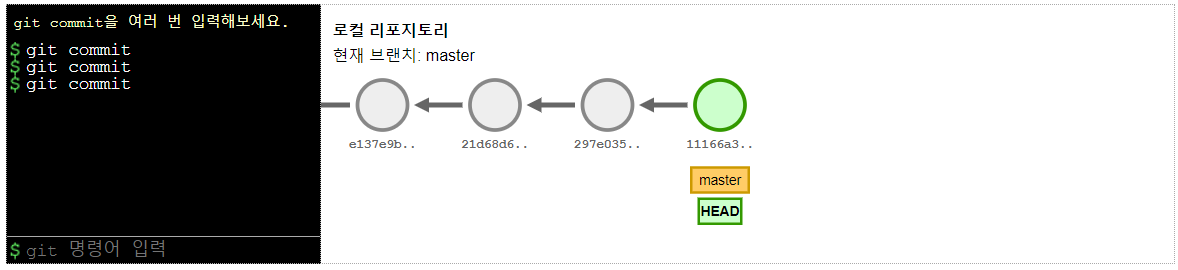 git commit을 여러 번 입력해보세요.
$ git commit
$ git commit
$ git commit
$ git 명령어 입력
로컬 리포지토리
현재 브랜치: master
e137e9b.. 21d68d6.. 297e035.. 11166a3..
master
HEAD